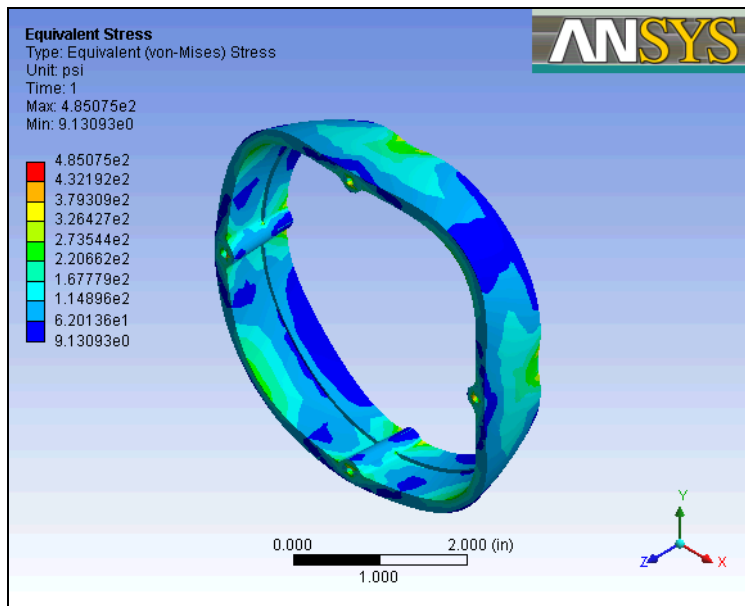 Equivalent Stress
Type: Equivalent (von-Mises) Stress
Unit: psi
Time: 1
Max: 4.85075e2
Min: 9.13093e0
ANSYS
4.85075e2
4.32192e2
3.79309e2
3.26427e2
2.73544e2
2.20662e2
1.67779e2
1.14896e2
6.20136e1
9.13093e0
0.000
2.000 (in)
1.000
Y
Z
X